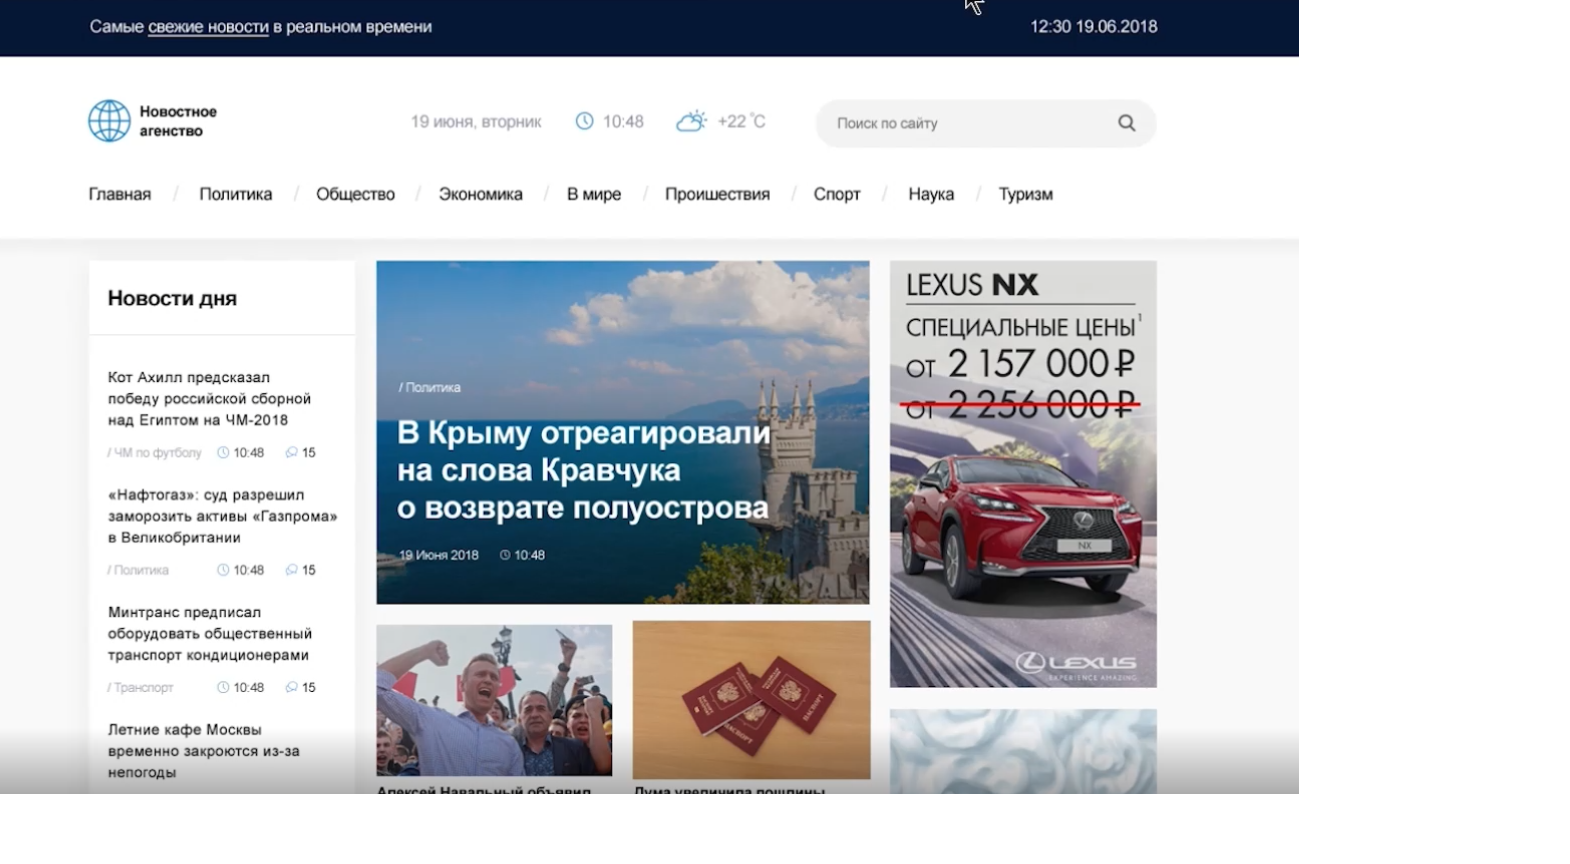 Самые свежие новости в реальном времени
12:30 19.06.2018
Новостное
агенство
19 июня, вторник
10:48
+22 °C
Поиск по сайту
Главная / Политика / Общество / Экономика / В мире / Происшествия / Спорт / Наука / Туризм
Новости дня
Кот Ахилл предсказал
победу российской сборной
над Египтом на ЧМ-2018
/ ЧМ по футболу 10:48 15
«Нафтогаз»: суд разрешил
заморозить активы «Газпрома»
в Великобритании
/ Политика 10:48 15
Минтранс предписал
оборудовать общественный
транспорт кондиционерами
/ Транспорт 10:48 15
Летние кафе Москвы
временно закроются из-за
непогоды
/ Политика
В Крыму отреагировали
на слова Кравчука
о возврате полуострова
19 Июня 2018 10:48
Алексей Навальный объявил
ПАСПОРТ
ПАСПОРТ
Дума увеличила пошлины
LEXUS NX
СПЕЦИАЛЬНЫЕ ЦЕНЫ¹
ОТ 2 157 000 ₽
ОТ 2 256 000 ₽
NX
LEXUS
EXPERIENCE AMAZING